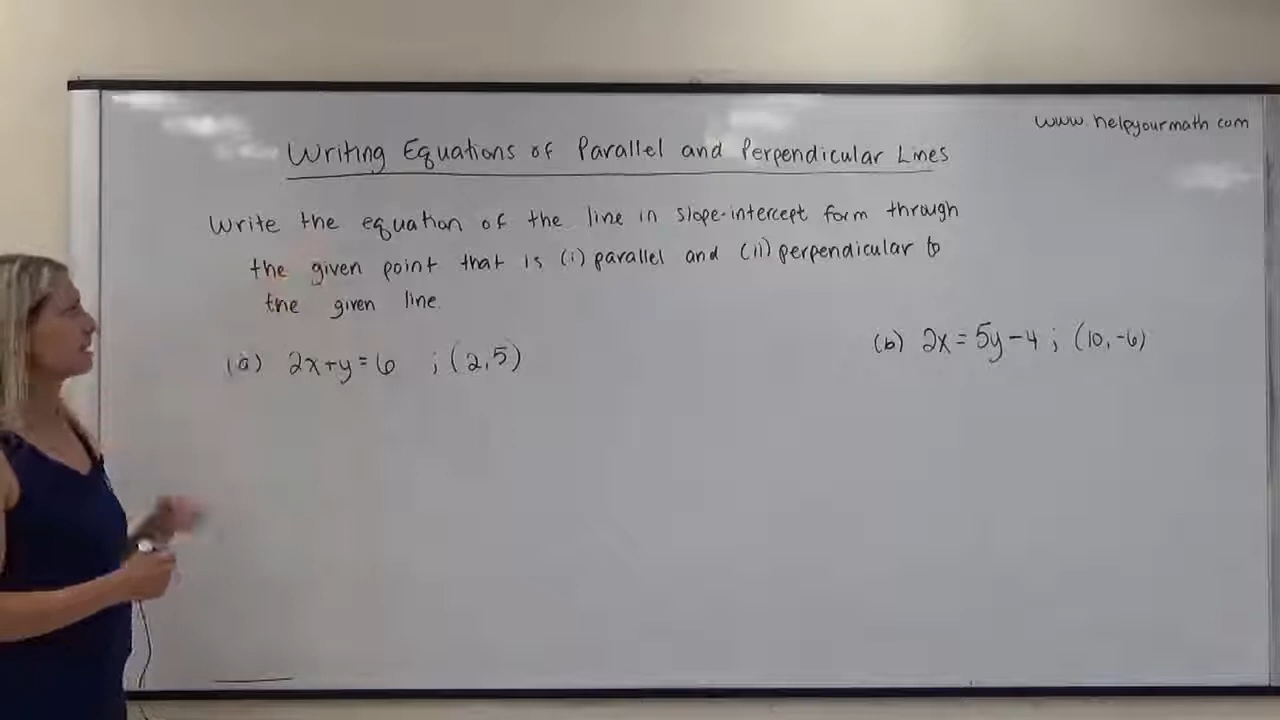 www.helpyourmath.com
Writing Equations of Parallel and Perpendicular Lines
Write the equation of the line in slope-intercept form through
the given point that is (i) parallel and (ii) perpendicular to
the given line.
(a) 2x+y=6 ; (2,5)
(b) 2x=5y-4 ; (10,-6)